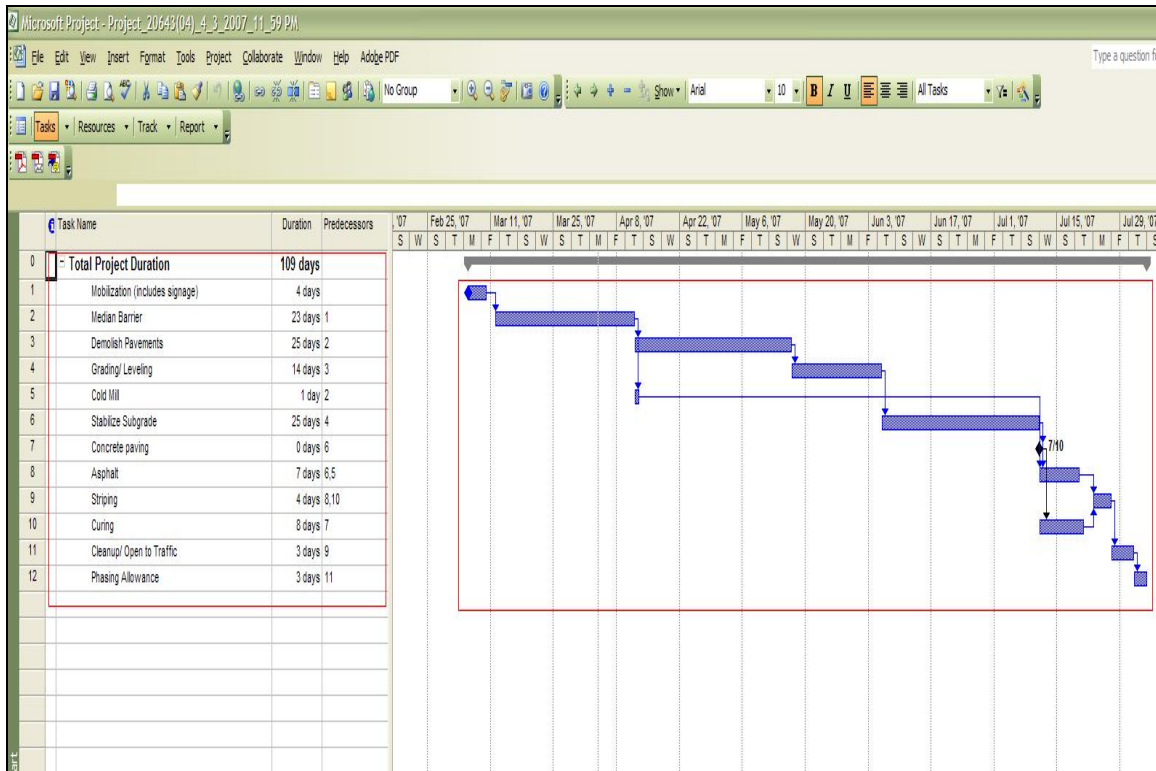 Microsoft Project - Project_20643(04)_4_3_2007_11_59 PM
File Edit View Insert Format Tools Project Collaborate Window Help Adobe PDF
Type a question f
No Group Show Arial 10 B I U All Tasks
Tasks Resources Track Report
Task Name Duration Predecessors , '07 Feb 25, '07 Mar 11, '07 Mar 25, '07 Apr 8, '07 Apr 22, '07 May 6, '07 May 20, '07 Jun 3, '07 Jun 17, '07 Jul 1, '07 Jul 15, '07 Jul 29, '07
S W S T M F T S W S T M F T S W S T M F T S W S T M F T S W S T M F T S W S T M F T S
0 Total Project Duration 109 days
1 Mobilization (includes signage) 4 days
2 Median Barrier 23 days 1
3 Demolish Pavements 25 days 2
4 Grading/ Leveling 14 days 3
5 Cold Mill 1 day 2
6 Stabilize Subgrade 25 days 4
7 Concrete paving 0 days 6 7/10
8 Asphalt 7 days 6,5
9 Striping 4 days 8,10
10 Curing 8 days 7
11 Cleanup/ Open to Traffic 3 days 9
12 Phasing Allowance 3 days 11